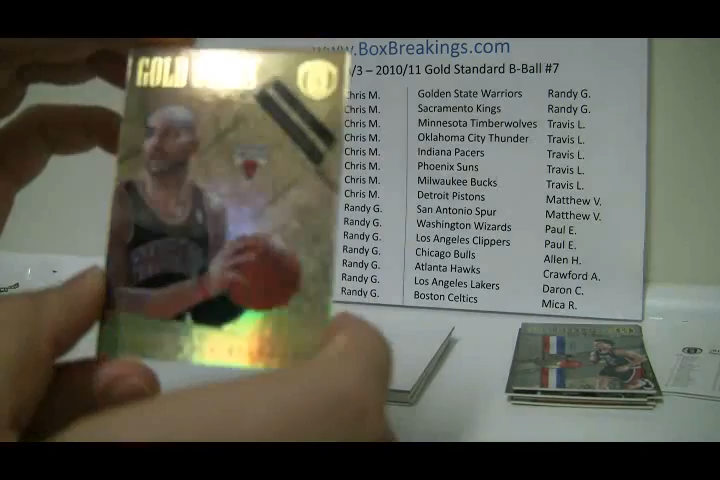 www.BoxBreakings.com
/3 – 2010/11 Gold Standard B-Ball #7
Chris M. Golden State Warriors Randy G.
Chris M. Sacramento Kings Randy G.
Chris M. Minnesota Timberwolves Travis L.
Chris M. Oklahoma City Thunder Travis L.
Chris M. Indiana Pacers Travis L.
Chris M. Phoenix Suns Travis L.
Chris M. Milwaukee Bucks Travis L.
Chris M. Detroit Pistons Matthew V.
Randy G. San Antonio Spur Matthew V.
Randy G. Washington Wizards Paul E.
Randy G. Los Angeles Clippers Paul E.
Randy G. Chicago Bulls Allen H.
Randy G. Atlanta Hawks Crawford A.
Randy G. Los Angeles Lakers Daron C.
Randy G. Boston Celtics Mica R.
GOLD